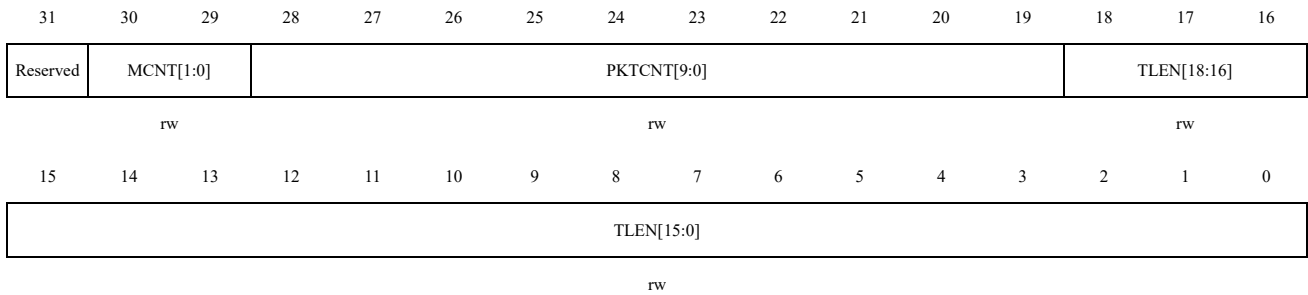 31 30 29 28 27 26 25 24 23 22 21 20 19 18 17 16
Reserved MCNT[1:0] PKTCNT[9:0] TLEN[18:16]
rw rw rw
15 14 13 12 11 10 9 8 7 6 5 4 3 2 1 0
TLEN[15:0]
rw